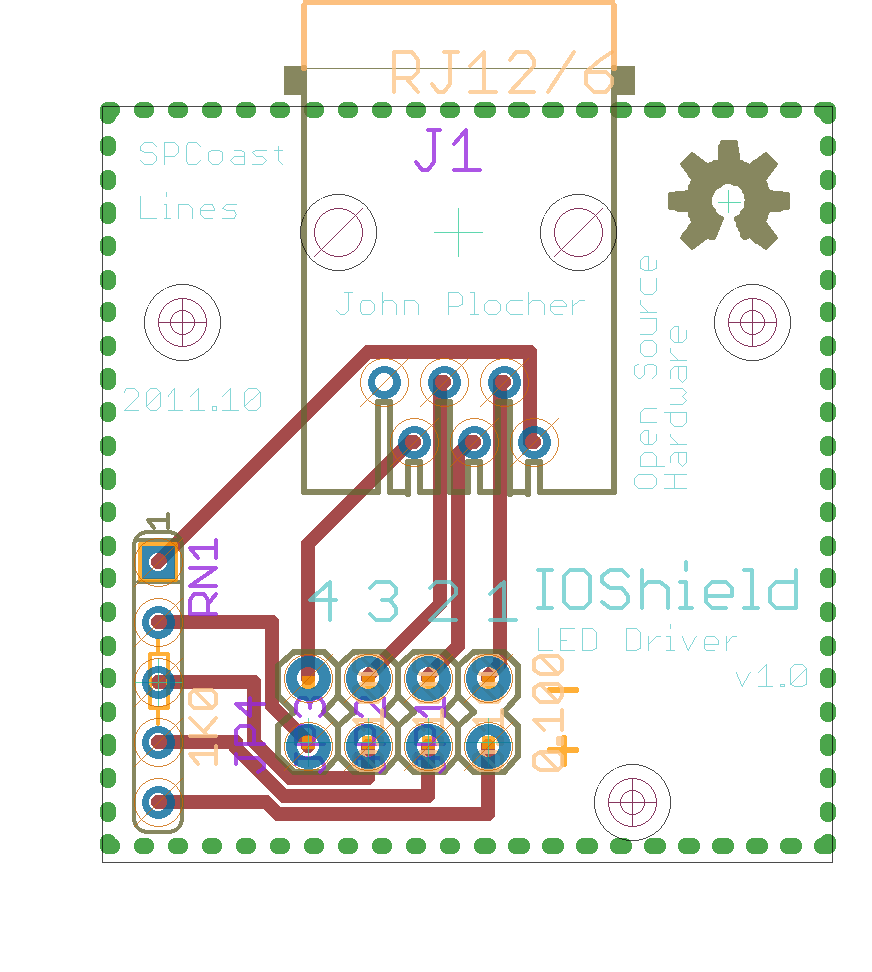 RJ12/6
J1
SPCoast
Lines
John Plocher
Open Source
Hardware
2011.10
1
RN1
1K0
4 3 2 1
IOShield
LED Driver
v1.0
JP4
JP3
JP2
JP1
0.100
-
+